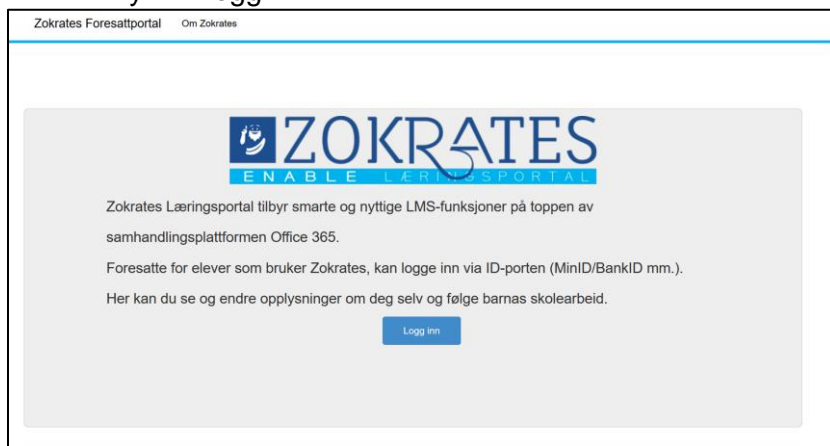 Zokrates Foresattportal Om Zokrates
ZOKRATES
ENABLE LÆRINGSPORTAL
Zokrates Læringsportal tilbyr smarte og nyttige LMS-funksjoner på toppen av
samhandlingsplattformen Office 365.
Foresatte for elever som bruker Zokrates, kan logge inn via ID-porten (MinID/BankID mm.).
Her kan du se og endre opplysninger om deg selv og følge barnas skolearbeid.
Logg inn